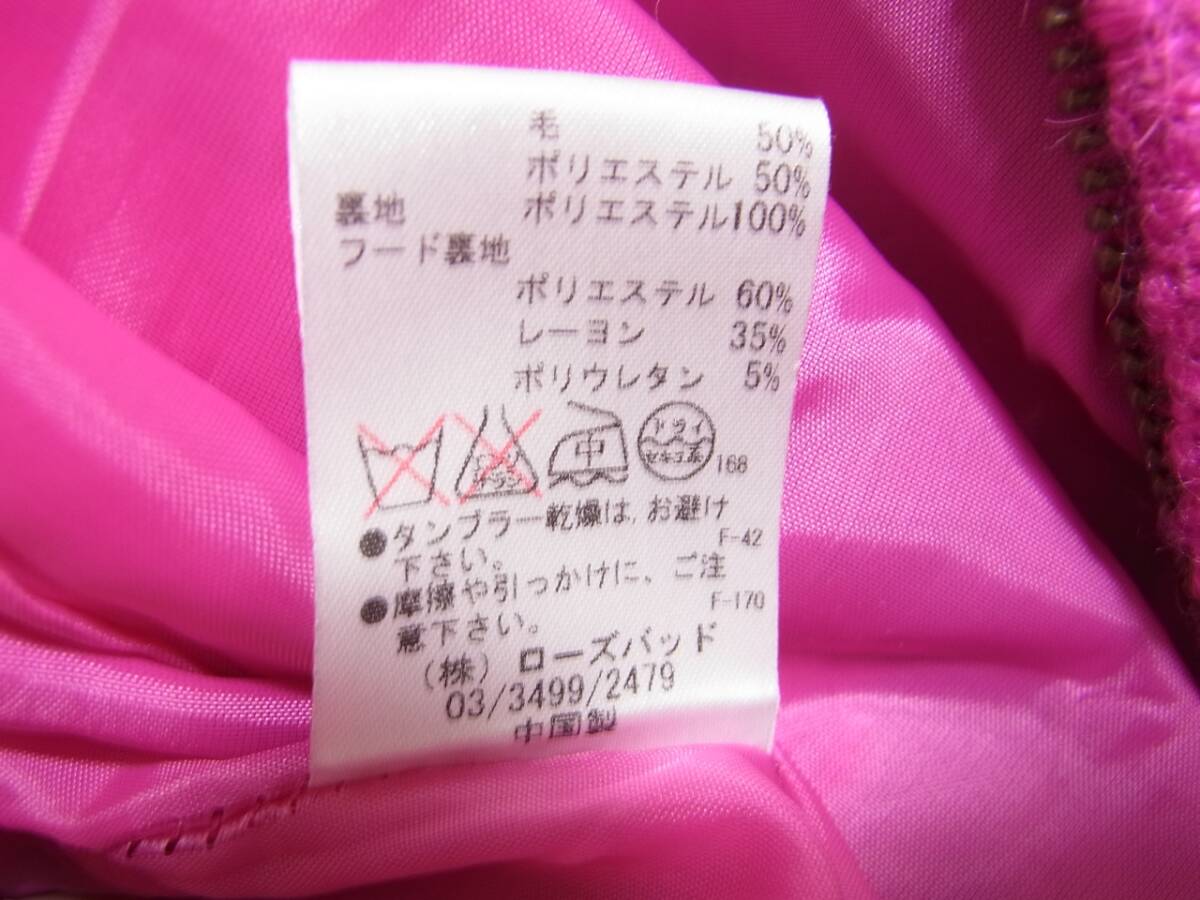 毛 50%
ポリエステル 50%
裏地 ポリエステル100%
フード裏地
ポリエステル 60%
レーヨン 35%
ポリウレタン 5%
中 ドライ
セキユ系
168
●タンブラー乾燥は、お避け
下さい。 F-42
●摩擦や引っかけに、ご注
意下さい。 F-170
(株) ローズバッド
03/3499/2479
中国製